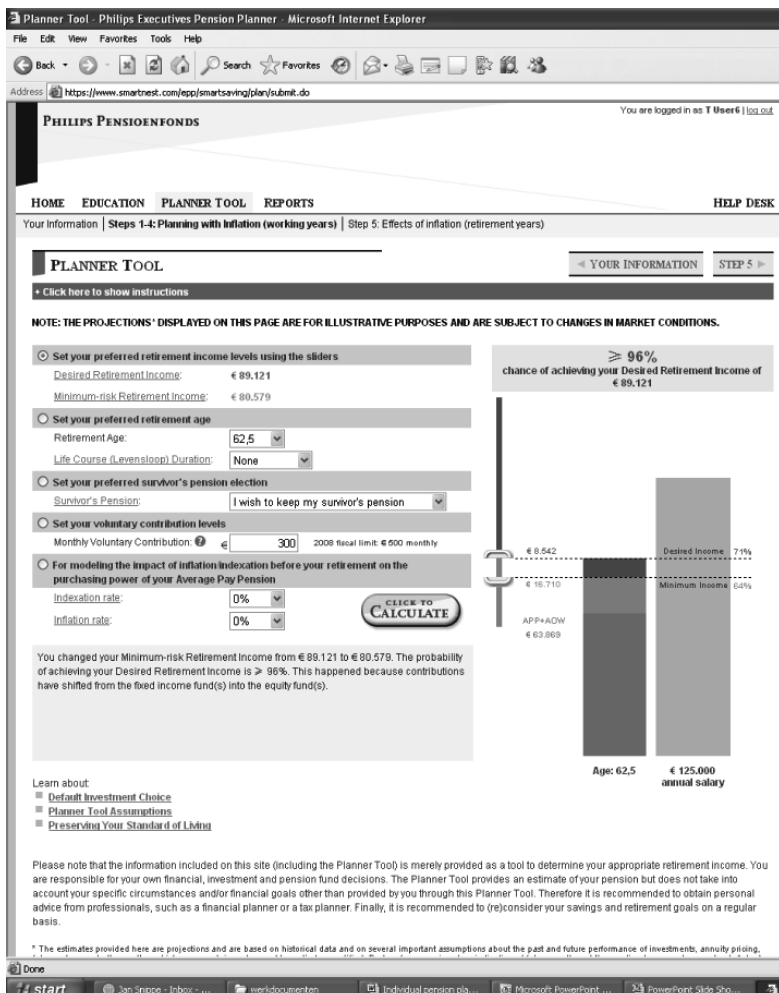 Planner Tool - Philips Executives Pension Planner - Microsoft Internet Explorer
File Edit View Favorites Tools Help
Back Search Favorites
Address https://www.smartnest.com/epp/smartsaving/plan/submit.do
You are logged in as T User6 | log out
PHILIPS PENSIOENFONDS
HOME EDUCATION PLANNER TOOL REPORTS HELP DESK
Your Information | Steps 1-4: Planning with Inflation (working years) | Step 5: Effects of inflation (retirement years)
PLANNER TOOL
YOUR INFORMATION STEP 5
+ Click here to show instructions
NOTE: THE PROJECTIONS* DISPLAYED ON THIS PAGE ARE FOR ILLUSTRATIVE PURPOSES AND ARE SUBJECT TO CHANGES IN MARKET CONDITIONS.
Set your preferred retirement income levels using the sliders
Desired Retirement Income: € 89.121
Minimum-risk Retirement Income: € 80.579
Set your preferred retirement age
Retirement Age: 62,5
Life Course (Levensloop) Duration: None
Set your preferred survivor's pension election
Survivor's Pension: I wish to keep my survivor's pension
Set your voluntary contribution levels
Monthly Voluntary Contribution: ? € 300 2008 fiscal limit: € 500 monthly
For modeling the impact of inflation/indexation before your retirement on the
purchasing power of your Average Pay Pension
Indexation rate: 0%
Inflation rate: 0%
CLICK TO
CALCULATE
You changed your Minimum-risk Retirement Income from € 89.121 to € 80.579. The probability
of achieving your Desired Retirement Income is ≥ 96%. This happened because contributions
have shifted from the fixed income fund(s) into the equity fund(s).
≥ 96%
chance of achieving your Desired Retirement Income of
€ 89.121
€ 8.542 Desired Income 71%
€ 16.710 Minimum Income 64%
APP+AOW
€ 63.869
Age: 62,5 € 125.000
annual salary
Learn about:
Default Investment Choice
Planner Tool Assumptions
Preserving Your Standard of Living
Please note that the information included on this site (including the Planner Tool) is merely provided as a tool to determine your appropriate retirement income. You
are responsible for your own financial, investment and pension fund decisions. The Planner Tool provides an estimate of your pension but does not take into
account your specific circumstances and/or financial goals other than provided by you through this Planner Tool. Therefore it is recommended to obtain personal
advice from professionals, such as a financial planner or a tax planner. Finally, it is recommended to (re)consider your savings and retirement goals on a regular
basis.
* The estimates provided here are projections and are based on historical data and on several important assumptions about the past and future performance of investments, annuity pricing,
Done
start Jan Snippe - Inbox - ... werkdocumenten Individual pension pla... Microsoft PowerPoint ... PowerPoint Slide Sho...